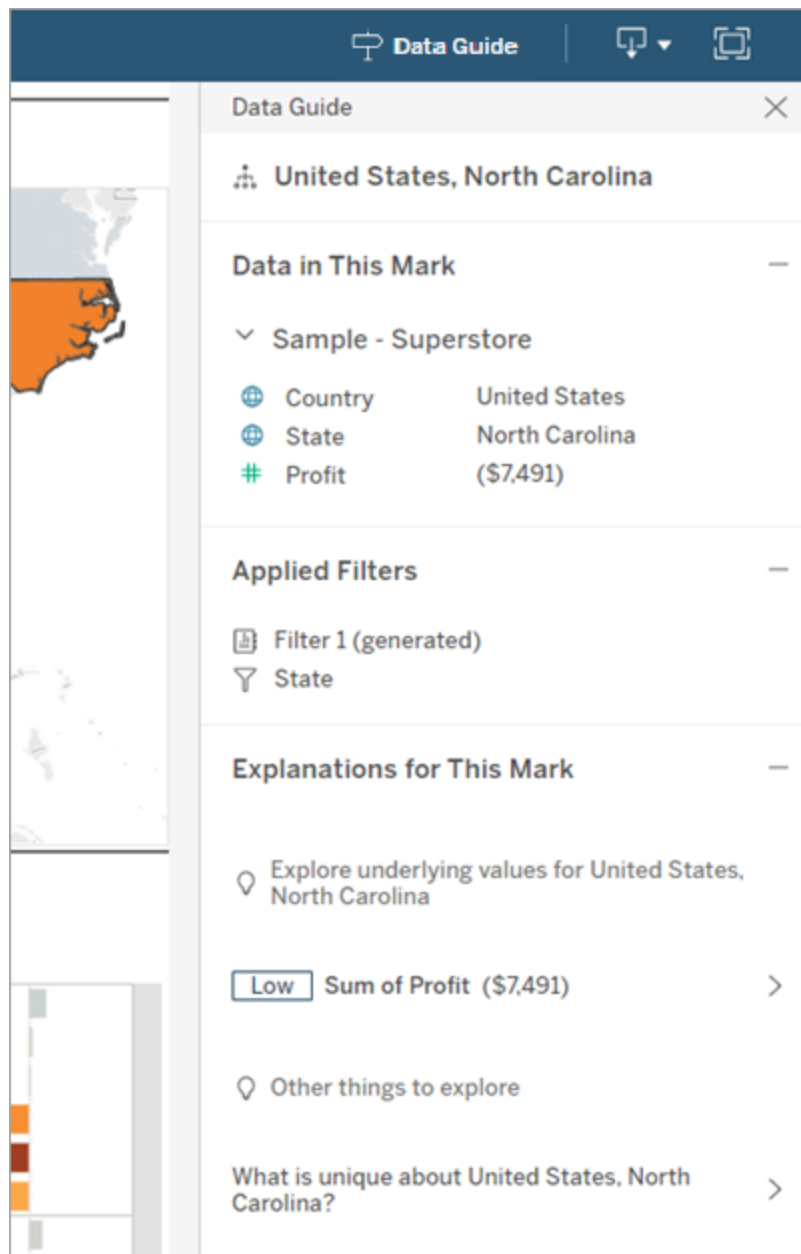 Data Guide
Data Guide
United States, North Carolina
Data in This Mark
Sample - Superstore
Country United States
State North Carolina
Profit ($7,491)
Applied Filters
Filter 1 (generated)
State
Explanations for This Mark
Explore underlying values for United States,
North Carolina
Low Sum of Profit ($7,491)
Other things to explore
What is unique about United States, North
Carolina?